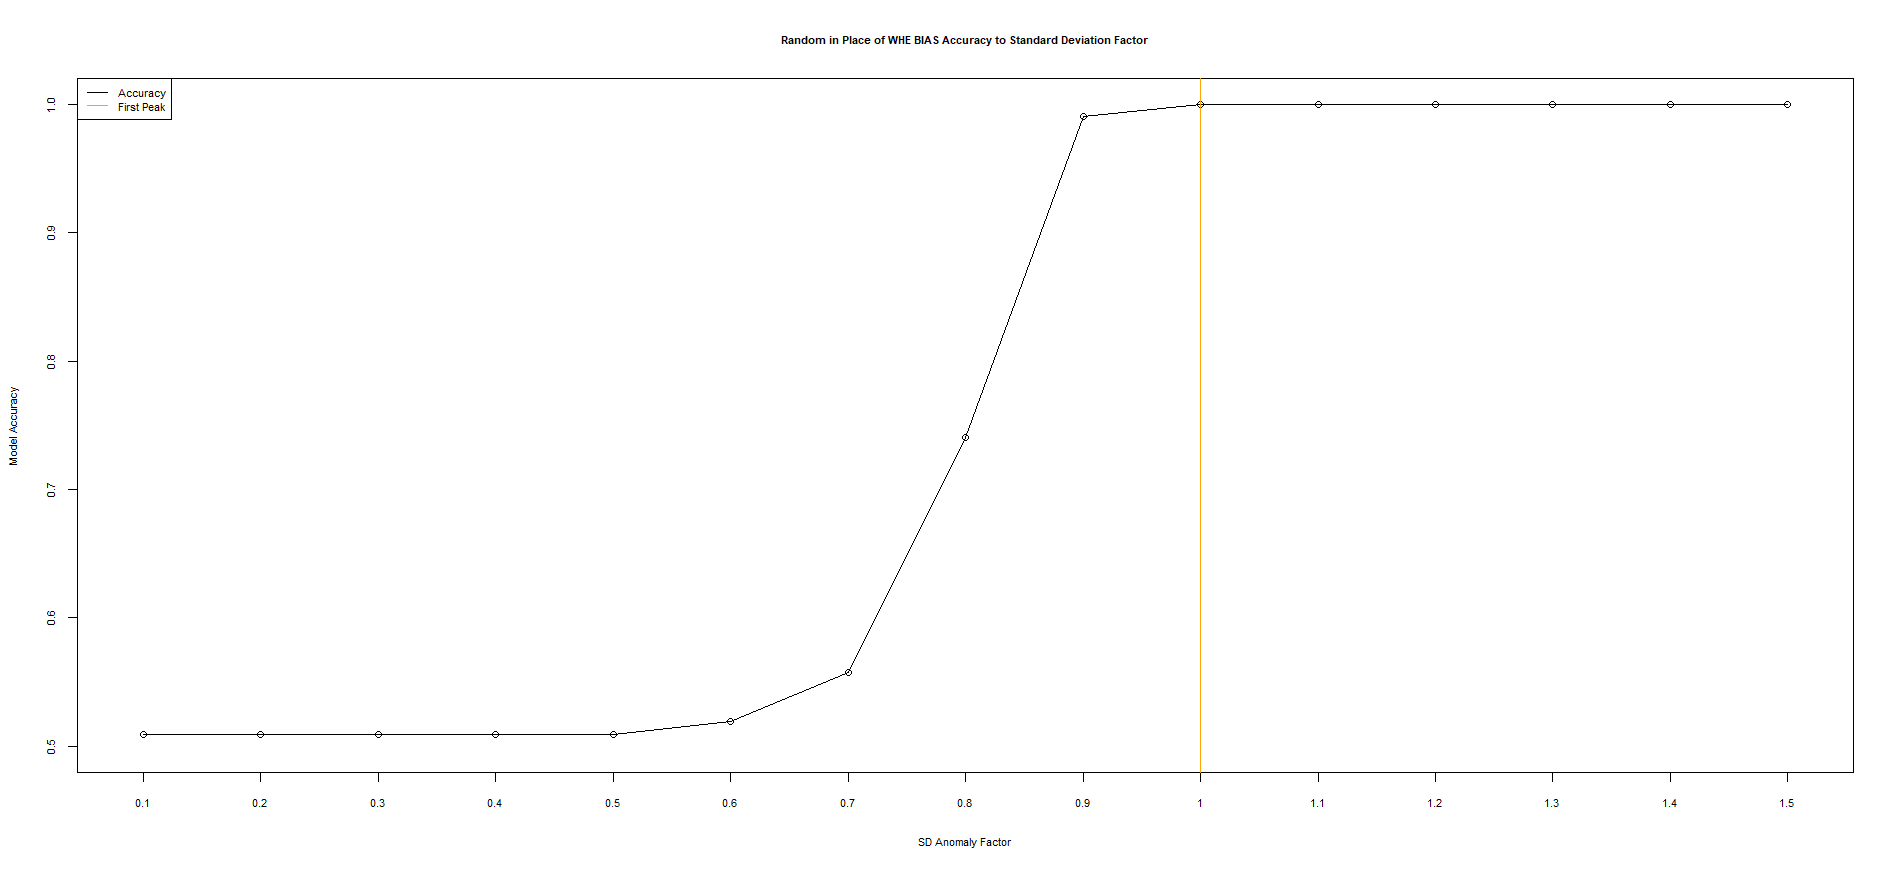 Random in Place of WHE BIAS Accuracy to Standard Deviation Factor
Accuracy
First Peak
1.0
0.9
0.8
0.7
0.6
0.5
Model Accuracy
0.1 0.2 0.3 0.4 0.5 0.6 0.7 0.8 0.9 1 1.1 1.2 1.3 1.4 1.5
SD Anomaly Factor